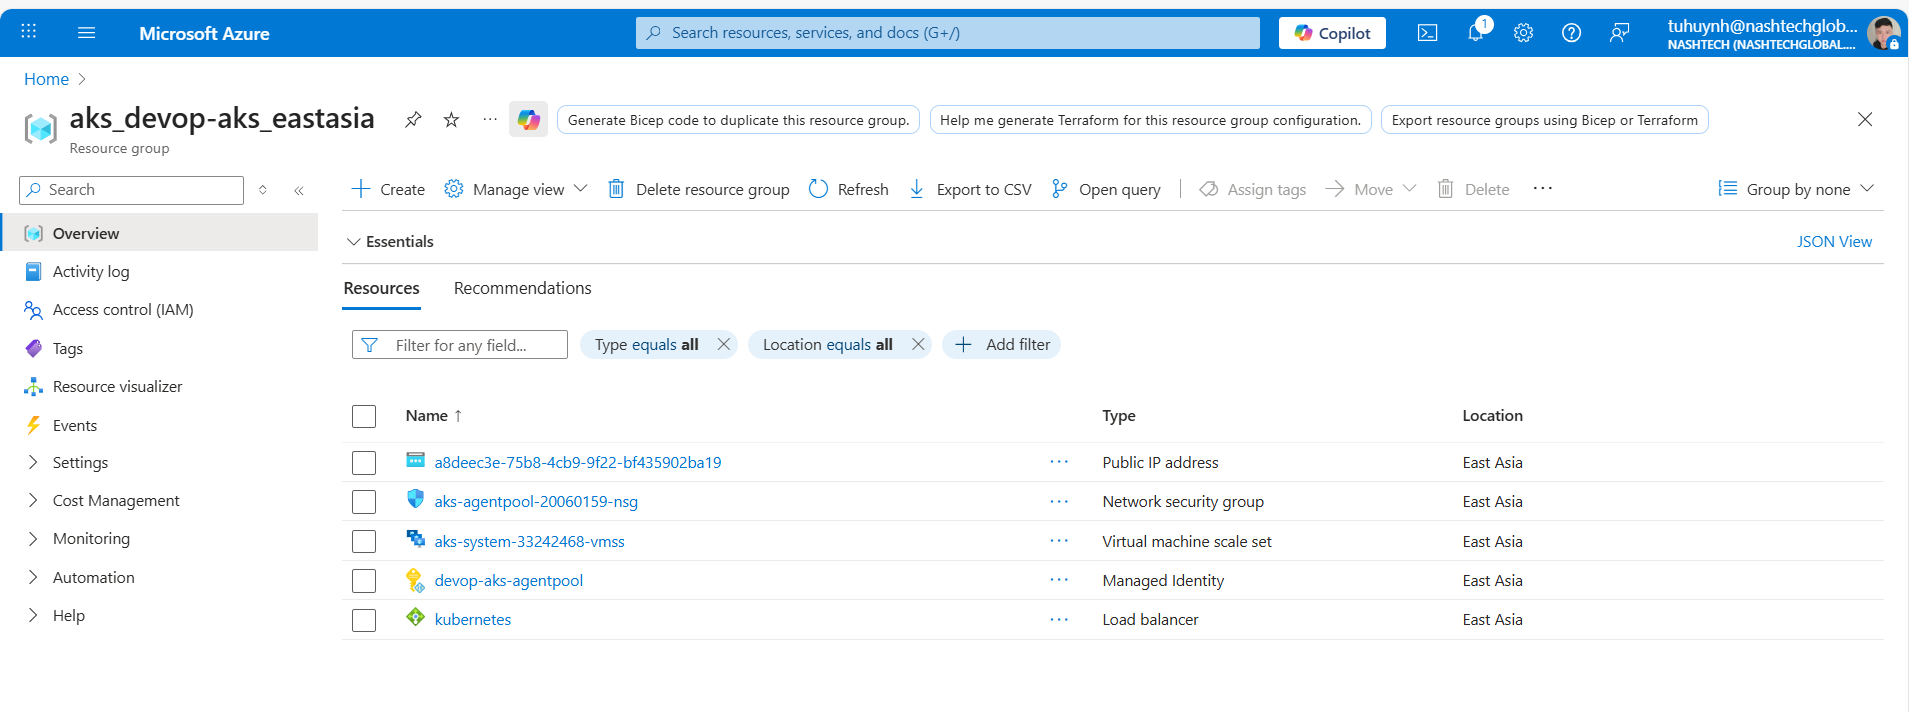 Microsoft Azure
Search resources, services, and docs (G+/)
Copilot
1
tuhuynh@nashtechglob...
NASHTECH (NASHTECHGLOBAL....
Home
aks_devop-aks_eastasia
Resource group
Generate Bicep code to duplicate this resource group.
Help me generate Terraform for this resource group configuration.
Export resource groups using Bicep or Terraform
Search
Create
Manage view
Delete resource group
Refresh
Export to CSV
Open query
Assign tags
Move
Delete
Group by none
Overview
Activity log
Access control (IAM)
Tags
Resource visualizer
Events
Settings
Cost Management
Monitoring
Automation
Help
Essentials
JSON View
Resources
Recommendations
Filter for any field...
Type equals all
Location equals all
Add filter
Name ↑ Type Location
a8deec3e-75b8-4cb9-9f22-bf435902ba19 ... Public IP address East Asia
aks-agentpool-20060159-nsg ... Network security group East Asia
aks-system-33242468-vmss ... Virtual machine scale set East Asia
devop-aks-agentpool ... Managed Identity East Asia
kubernetes ... Load balancer East Asia